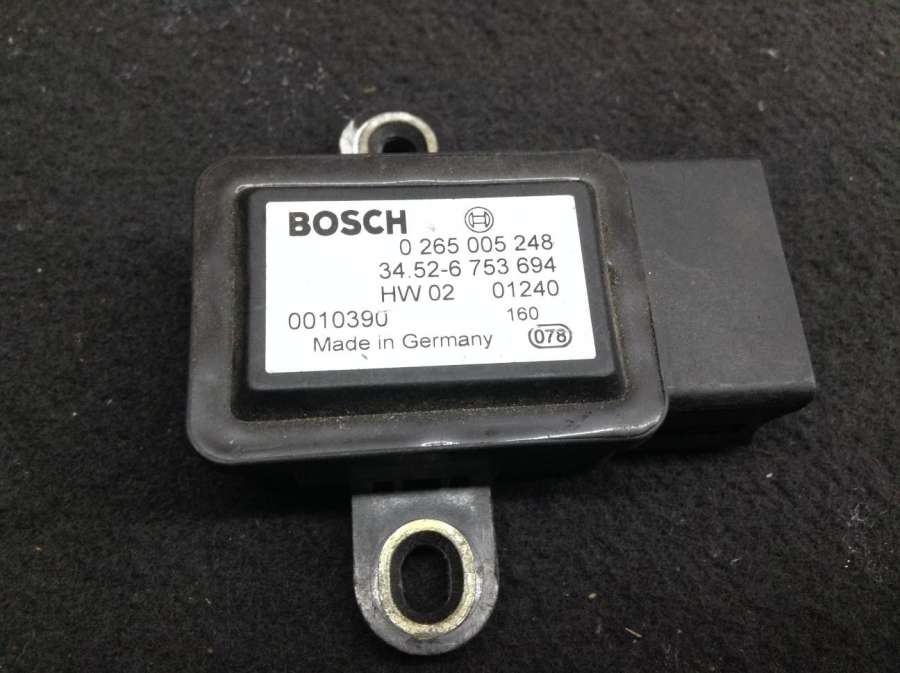 BOSCH
0 265 005 248
34.52-6 753 694
HW 02 01240
0010390 160
Made in Germany 078